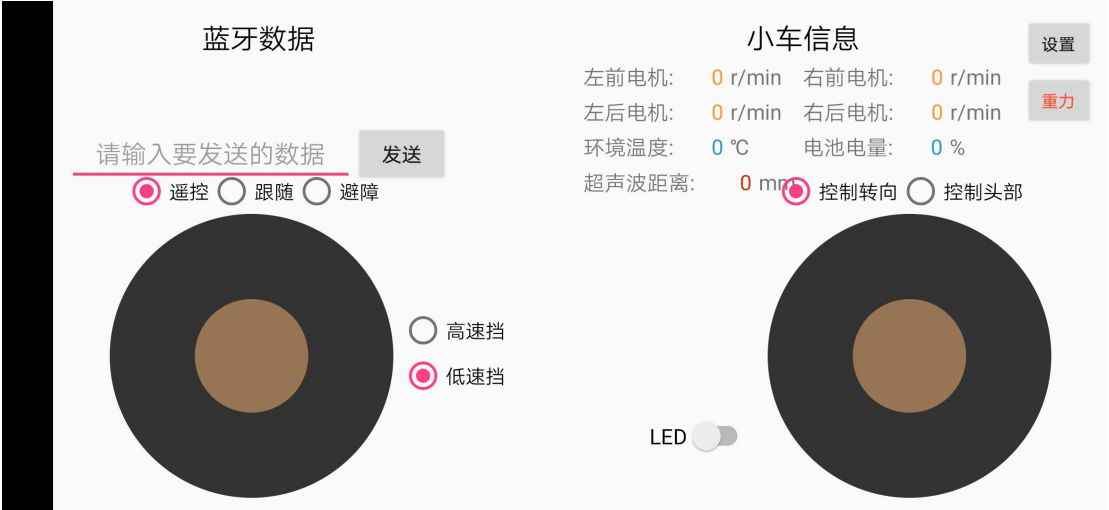 蓝牙数据
小车信息
设置
左前电机: 0 r/min 右前电机: 0 r/min
重力
左后电机: 0 r/min 右后电机: 0 r/min
请输入要发送的数据 发送
环境温度: 0 ℃ 电池电量: 0 %
超声波距离: 0 mm
遥控 跟随 避障
控制转向 控制头部
高速挡
低速挡
LED